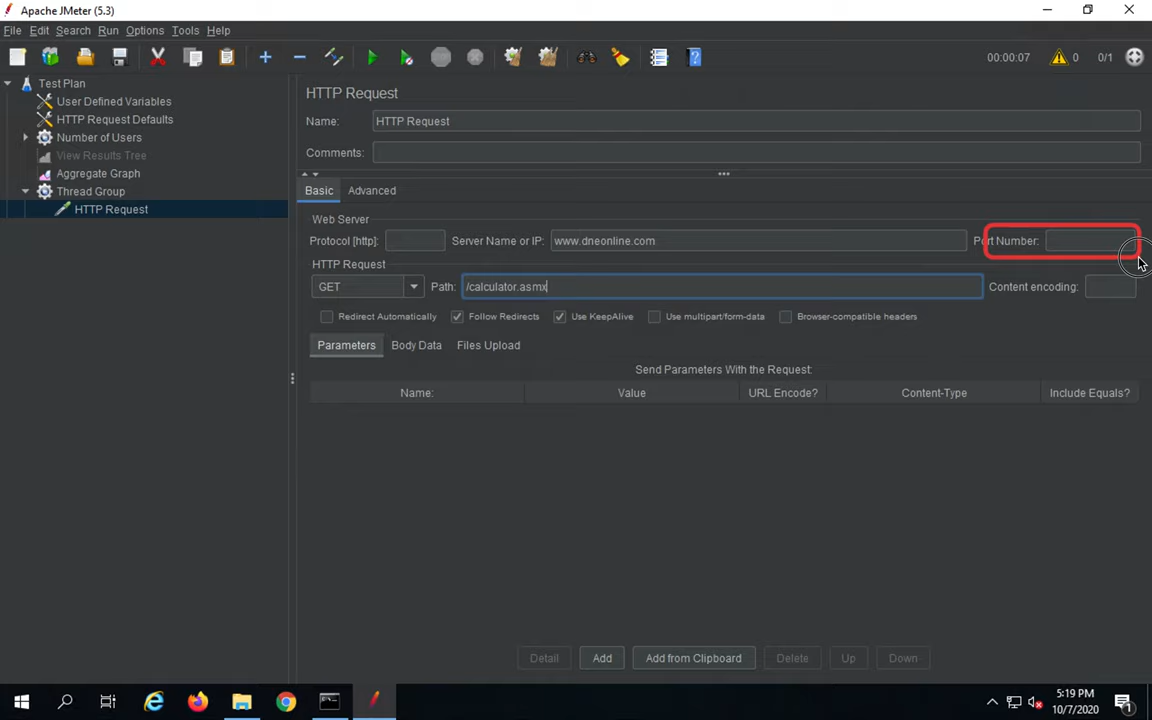 Apache JMeter (5.3)
File Edit Search Run Options Tools Help
00:00:07 0 0/1
Test Plan
User Defined Variables
HTTP Request Defaults
Number of Users
View Results Tree
Aggregate Graph
Thread Group
HTTP Request
HTTP Request
Name: HTTP Request
Comments:
Basic Advanced
Web Server
Protocol [http]: Server Name or IP: www.dneonline.com Port Number:
HTTP Request
GET Path: /calculator.asmx Content encoding:
Redirect Automatically Follow Redirects Use KeepAlive Use multipart/form-data Browser-compatible headers
Parameters Body Data Files Upload
Send Parameters With the Request:
Name: Value URL Encode? Content-Type Include Equals?
Detail Add Add from Clipboard Delete Up Down
5:19 PM
10/7/2020
1